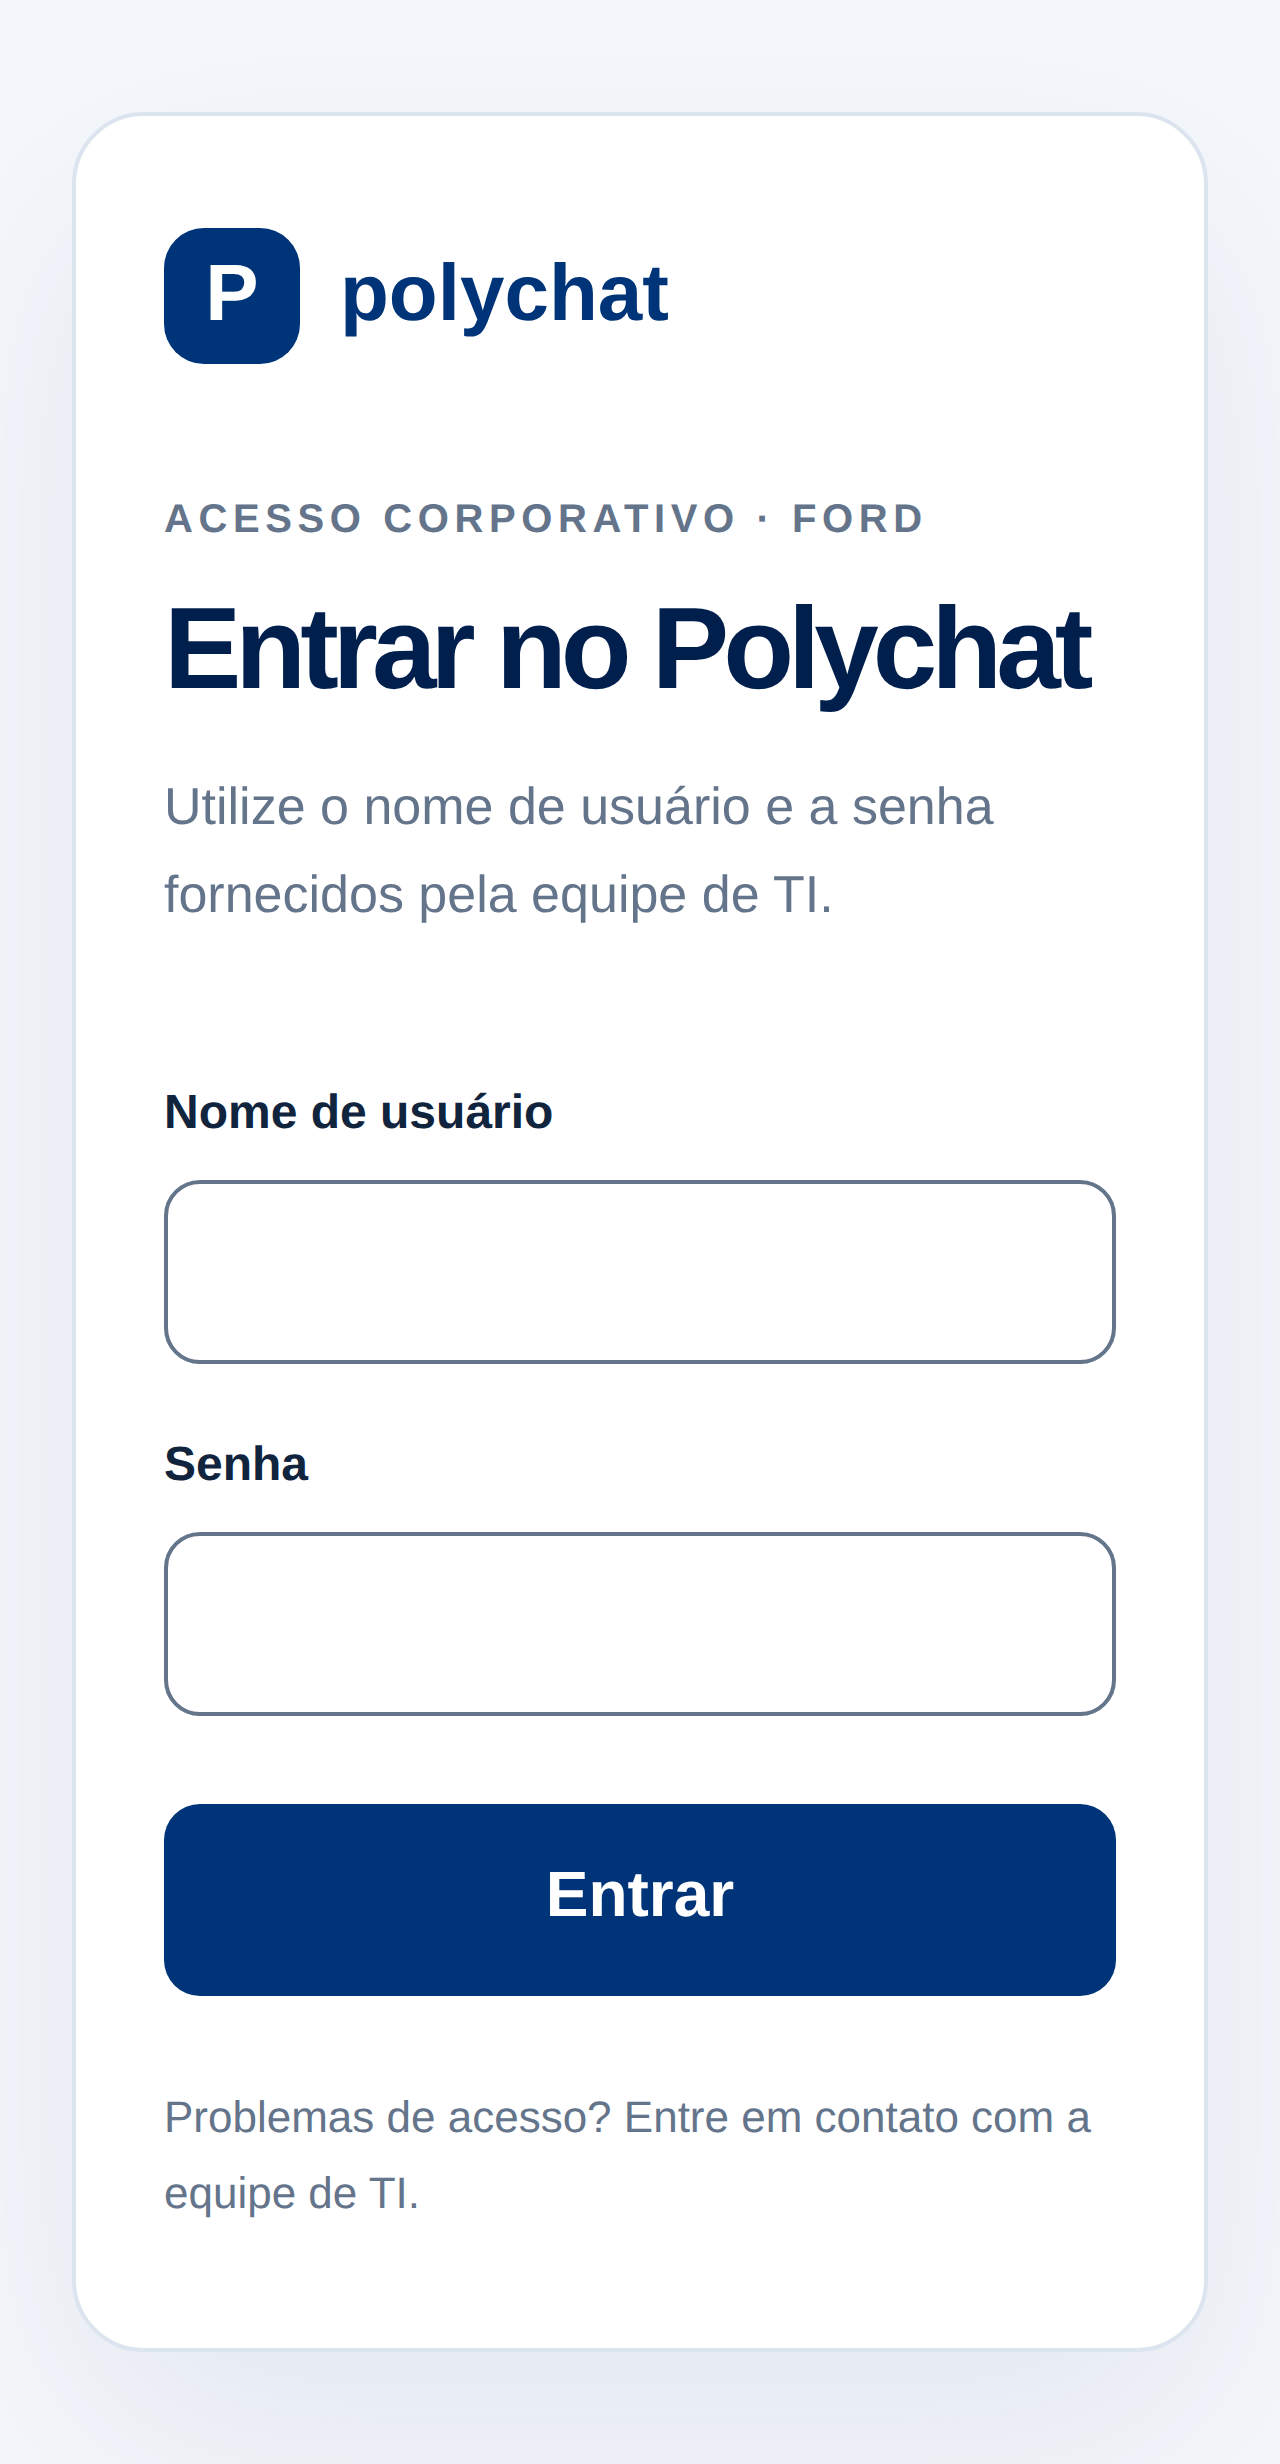 P polychat
ACESSO CORPORATIVO · FORD
Entrar no Polychat
Utilize o nome de usuário e a senha
fornecidos pela equipe de TI.
Nome de usuário
Senha
Entrar
Problemas de acesso? Entre em contato com a
equipe de TI.